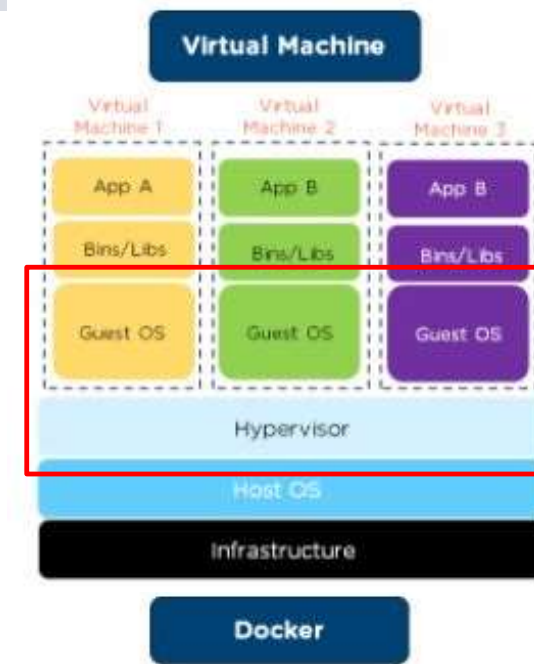 Virtual Machine
Virtual Virtual Virtual
Machine 1 Machine 2 Machine 3
App A App B App B
Bins/Libs Bins/Libs Bins/Libs
Guest OS Guest OS Guest OS
Hypervisor
Host OS
Infrastructure
Docker